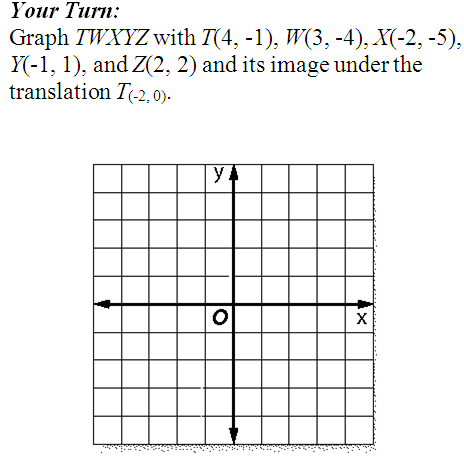 Your Turn:
Graph TWXYZ with T(4, -1), W(3, -4), X(-2, -5),
Y(-1, 1), and Z(2, 2) and its image under the
translation T(-2, 0).
y
O
x